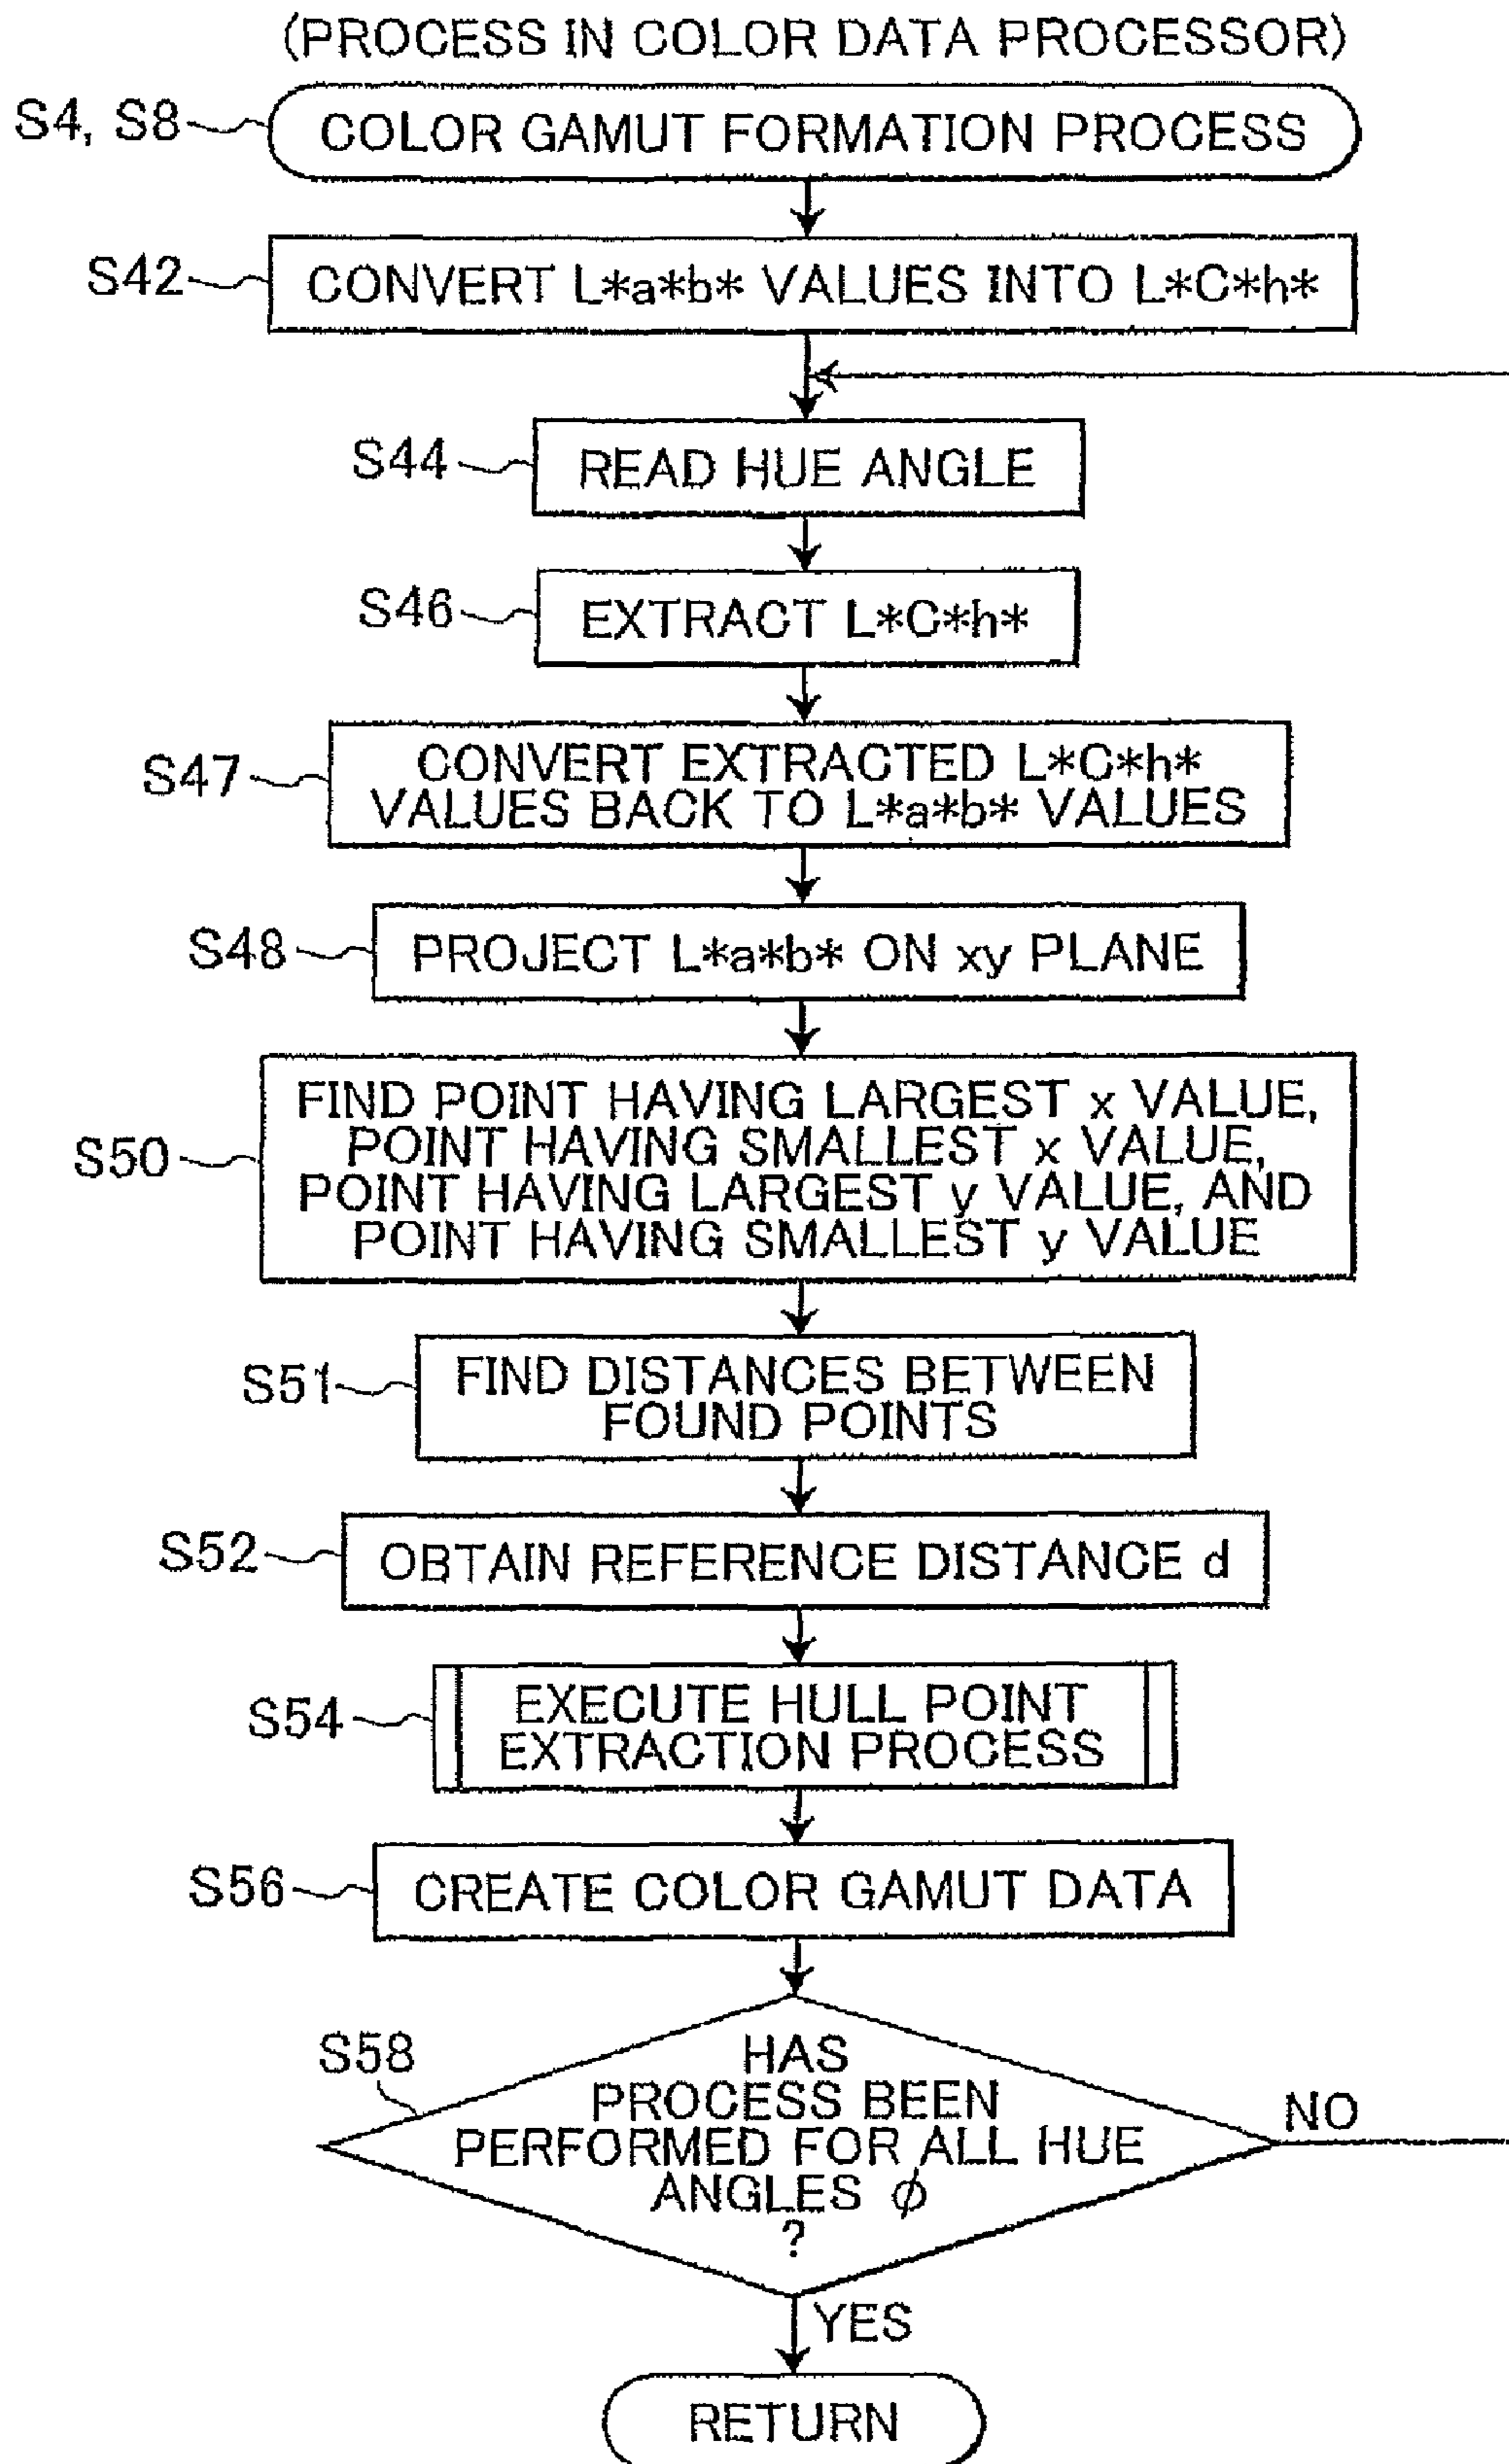 (PROCESS IN COLOR DATA PROCESSOR)
S4, S8
COLOR GAMUT FORMATION PROCESS
S42
CONVERT L*a*b* VALUES INTO L*C*h*
S44
READ HUE ANGLE
S46
EXTRACT L*C*h*
S47
CONVERT EXTRACTED L*C*h*
VALUES BACK TO L*a*b* VALUES
S48
PROJECT L*a*b* ON xy PLANE
S50
FIND POINT HAVING LARGEST x VALUE,
POINT HAVING SMALLEST x VALUE,
POINT HAVING LARGEST y VALUE, AND
POINT HAVING SMALLEST y VALUE
S51
FIND DISTANCES BETWEEN
FOUND POINTS
S52
OBTAIN REFERENCE DISTANCE d
S54
EXECUTE HULL POINT
EXTRACTION PROCESS
S56
CREATE COLOR GAMUT DATA
S58
HAS
PROCESS BEEN
PERFORMED FOR ALL HUE
ANGLES ϕ
?
NO
YES
RETURN